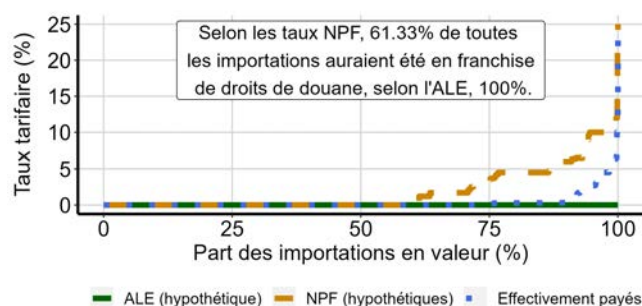 Taux tarifaire (%)
25
20
15
10
5
0
Selon les taux NPF, 61.33% de toutes
les importations auraient été en franchise
de droits de douane, selon l'ALE, 100%.
0
25
50
75
100
Part des importations en valeur (%)
ALE (hypothétique)
NPF (hypothétiques)
Effectivement payés